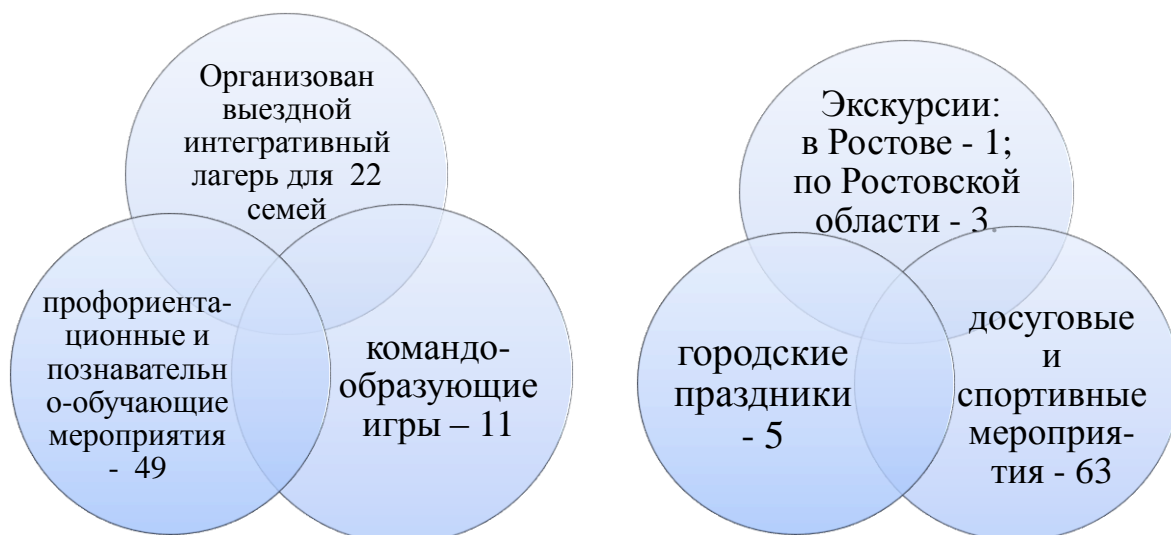 Организован
выездной
интегративный
лагерь для 22
семей
профориента-
ционные и
познавательн
о-обучающие
мероприятия
- 49
командо-
образующие
игры – 11
Экскурсии:
в Ростове - 1;
по Ростовской
области - 3.
городские
праздники
- 5
досуговые
и
спортивные
мероприя-
тия - 63